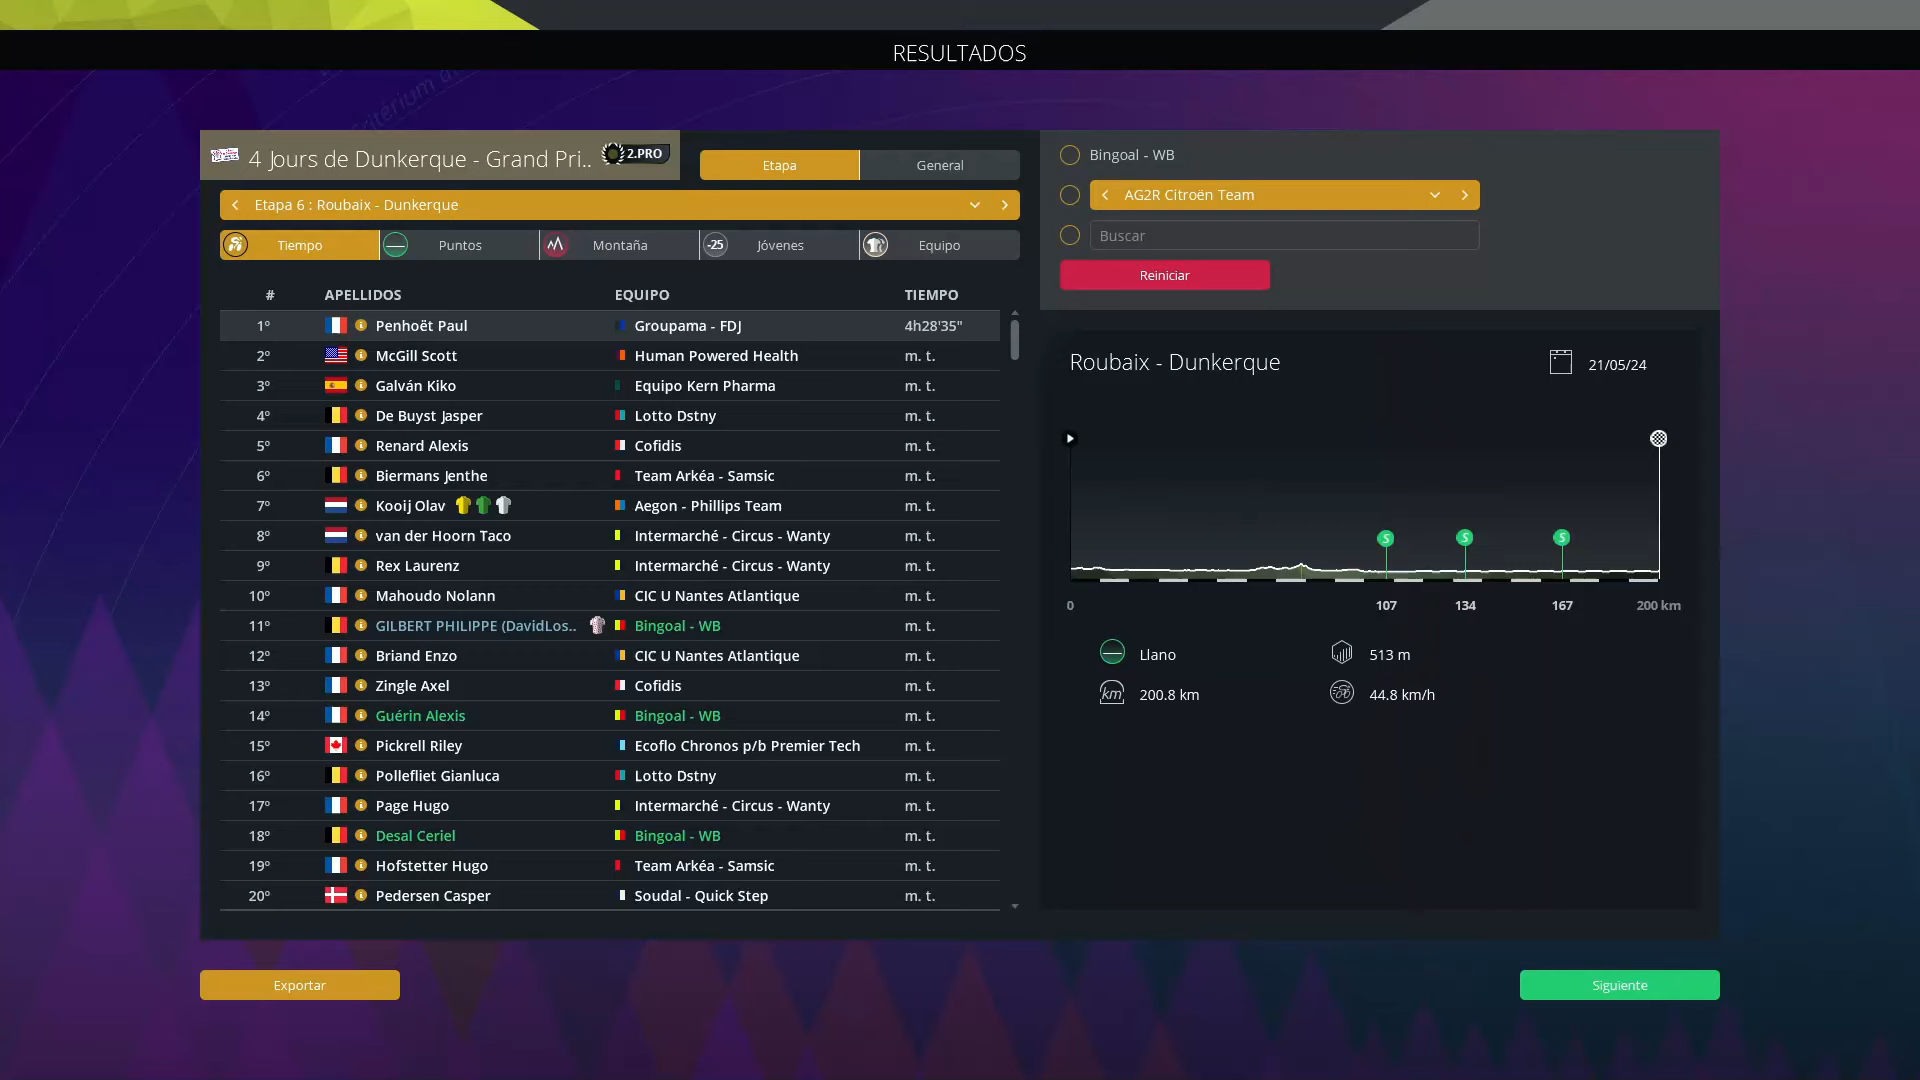 RESULTADOS
4 Jours de Dunkerque - Grand Pri..
2.PRO
Etapa
General
Etapa 6 : Roubaix - Dunkerque
Tiempo
Puntos
Montaña
-25
Jóvenes
Equipo
# APELLIDOS EQUIPO TIEMPO
1º Penhoët Paul Groupama - FDJ 4h28'35"
2º McGill Scott Human Powered Health m. t.
3º Galván Kiko Equipo Kern Pharma m. t.
4º De Buyst Jasper Lotto Dstny m. t.
5º Renard Alexis Cofidis m. t.
6º Biermans Jenthe Team Arkéa - Samsic m. t.
7º Kooij Olav Aegon - Phillips Team m. t.
8º van der Hoorn Taco Intermarché - Circus - Wanty m. t.
9º Rex Laurenz Intermarché - Circus - Wanty m. t.
10º Mahoudo Nolann CIC U Nantes Atlantique m. t.
11º GILBERT PHILIPPE (DavidLos.. Bingoal - WB m. t.
12º Briand Enzo CIC U Nantes Atlantique m. t.
13º Zingle Axel Cofidis m. t.
14º Guérin Alexis Bingoal - WB m. t.
15º Pickrell Riley Ecoflo Chronos p/b Premier Tech m. t.
16º Pollefliet Gianluca Lotto Dstny m. t.
17º Page Hugo Intermarché - Circus - Wanty m. t.
18º Desal Ceriel Bingoal - WB m. t.
19º Hofstetter Hugo Team Arkéa - Samsic m. t.
20º Pedersen Casper Soudal - Quick Step m. t.
Bingoal - WB
AG2R Citroën Team
Buscar
Reiniciar
Roubaix - Dunkerque
21/05/24
S S S
0 107 134 167 200 km
Llano
513 m
km 200.8 km
44.8 km/h
Exportar
Siguiente